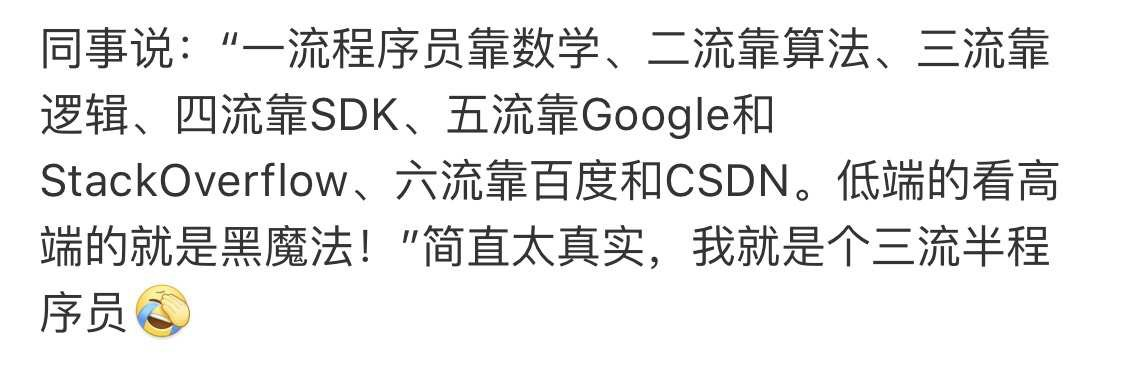 同事说：“一流程序员靠数学、二流靠算法、三流靠
逻辑、四流靠SDK、五流靠Google和
StackOverflow、六流靠百度和CSDN。低端的看高
端的就是黑魔法！”简直太真实，我就是个三流半程
序员🤣